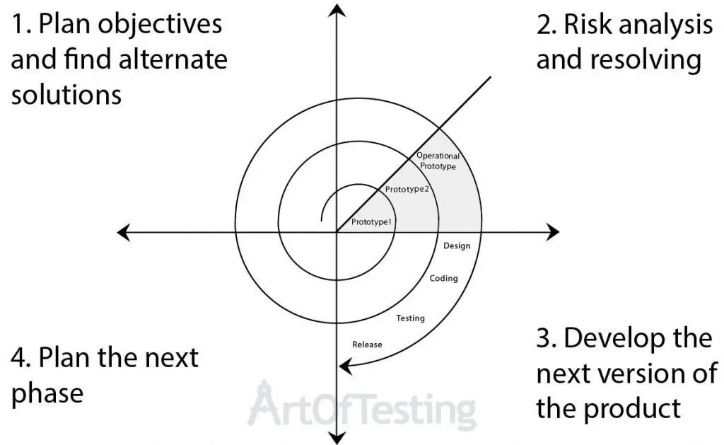 1. Plan objectives
and find alternate
solutions
2. Risk analysis
and resolving
Operational
Prototype
Prototype2
Prototype1
Design
Coding
Testing
Release
4. Plan the next
phase
3. Develop the
next version of
the product
ArtOfTesting